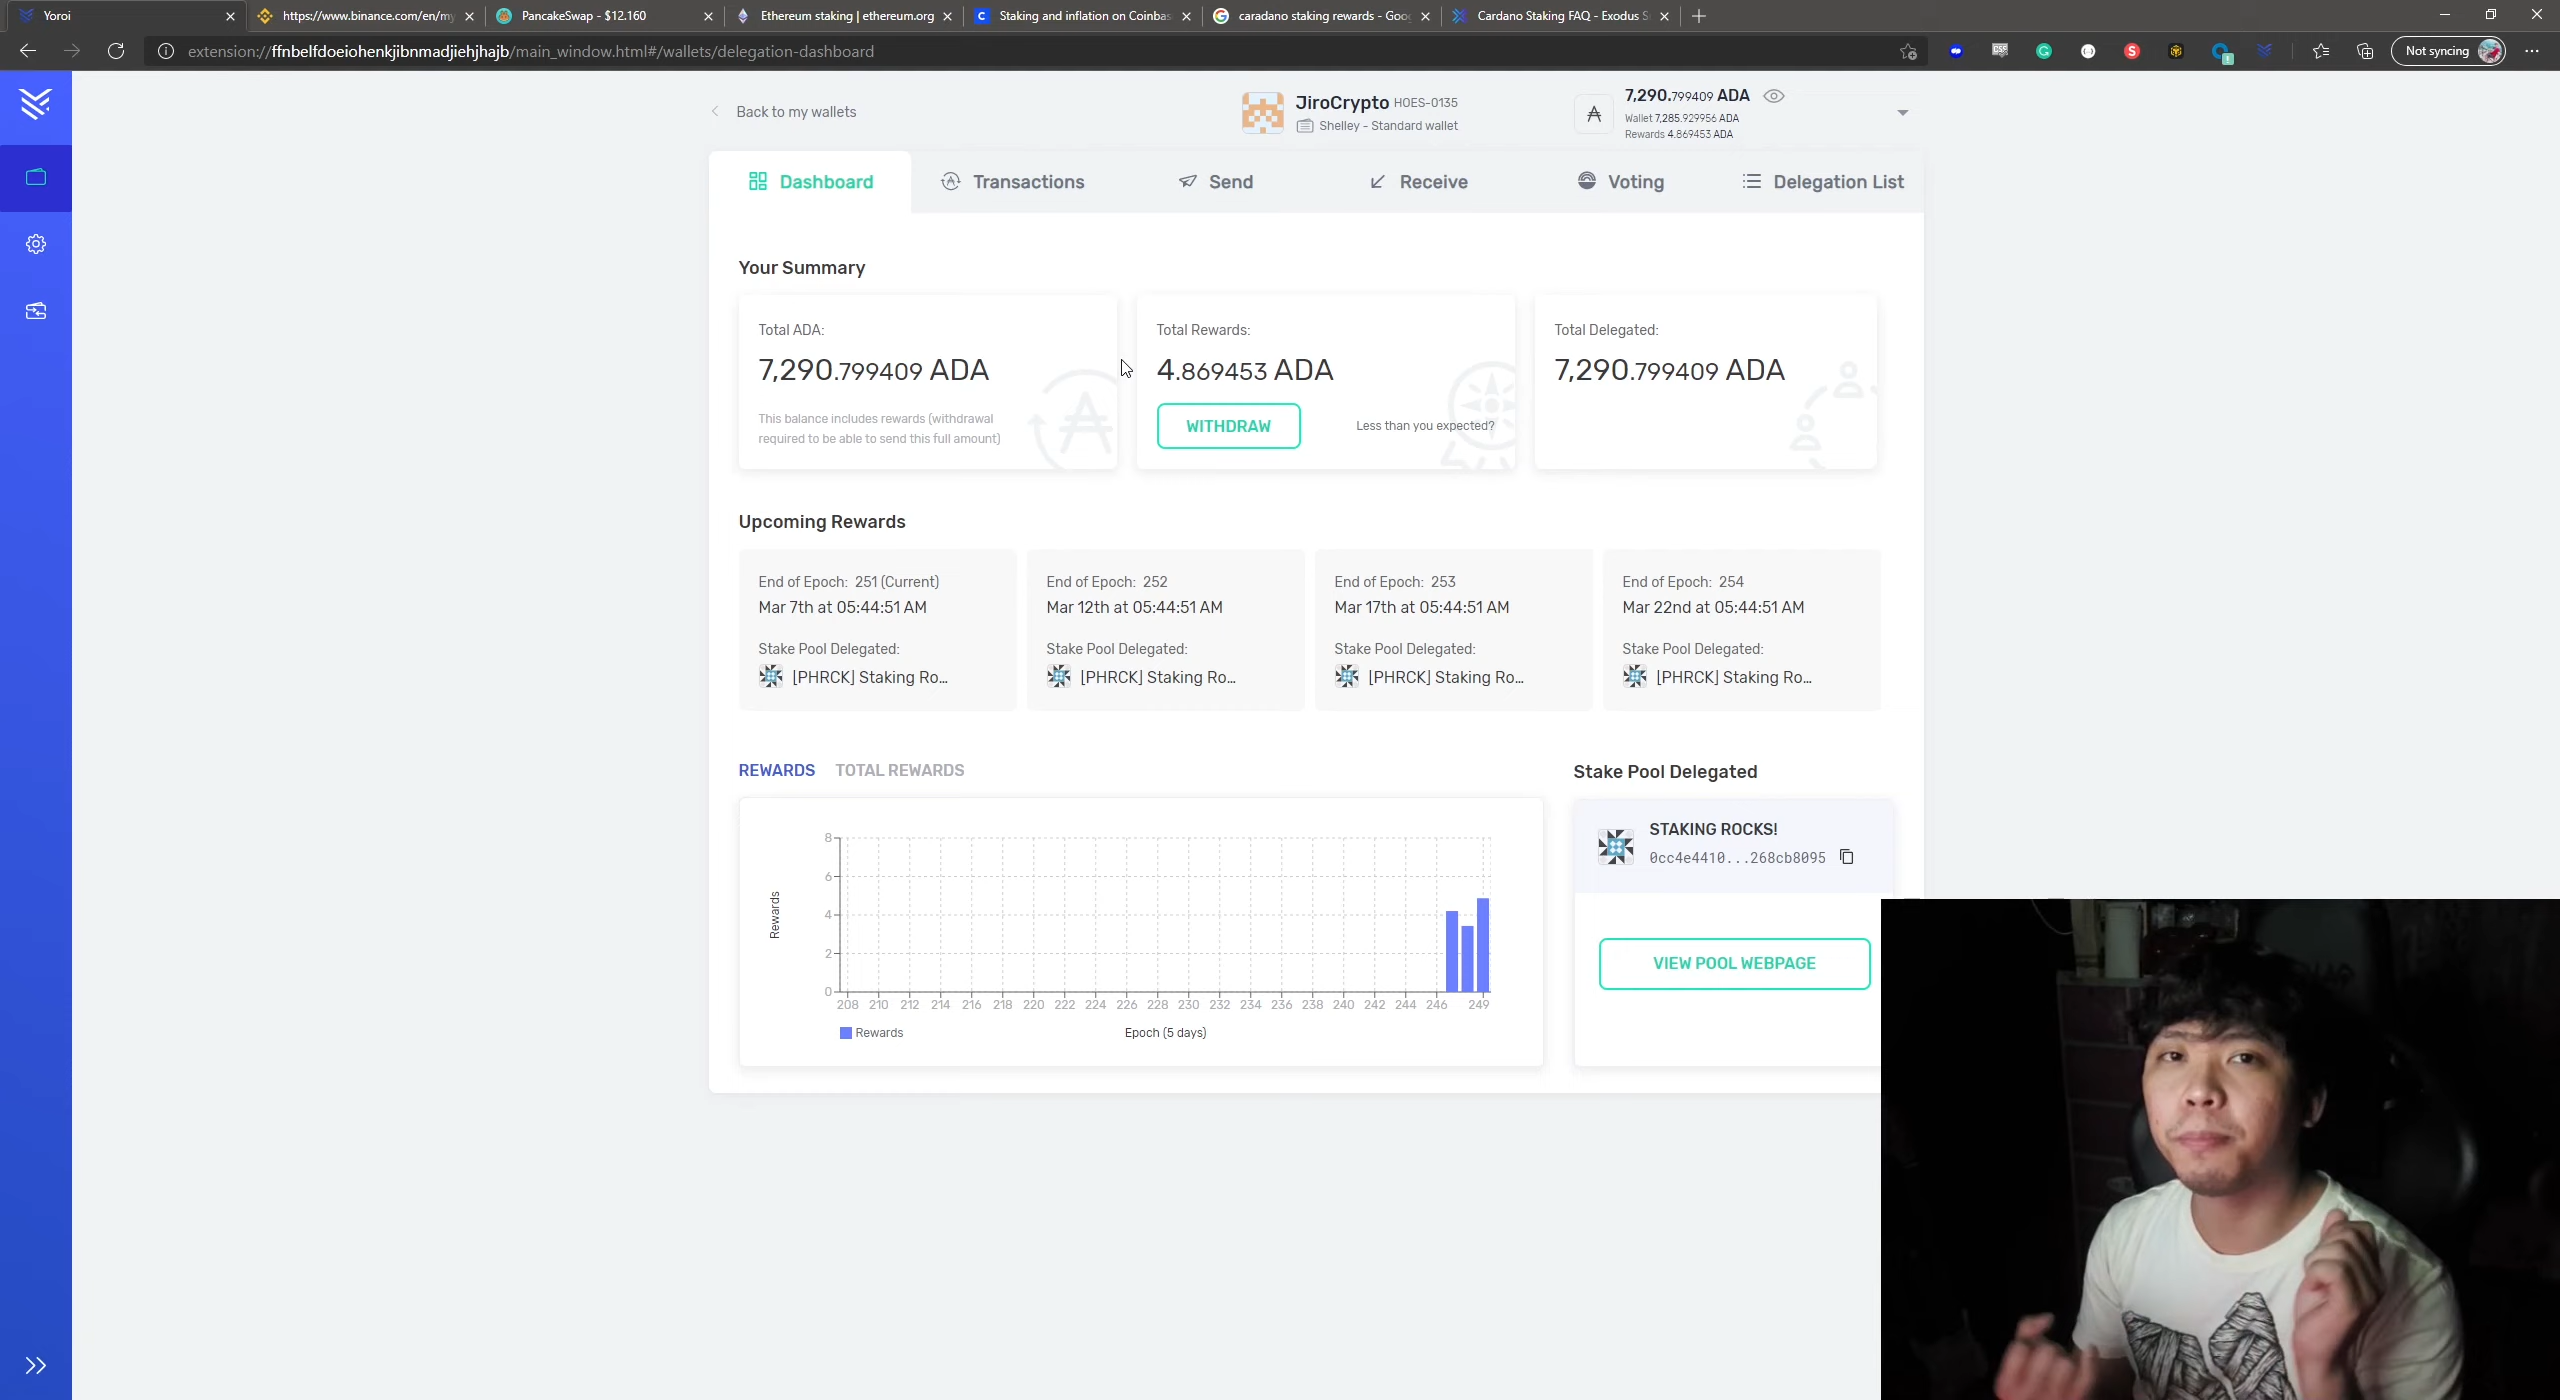 Yoroi
https://www.binance.com/en/my
PancakeSwap - $12.160
Ethereum staking | ethereum.org
Staking and inflation on Coinbas
caradano staking rewards - Goog
Cardano Staking FAQ - Exodus S
extension://ffnbelfdoeiohenkjibnmadjiehjhajb/main_window.html#/wallets/delegation-dashboard
Not syncing
Back to my wallets
JiroCrypto HOES-0135
Shelley - Standard wallet
7,290.799409 ADA
Wallet 7,285.929956 ADA
Rewards 4.869453 ADA
Dashboard
Transactions
Send
Receive
Voting
Delegation List
Your Summary
Total ADA:
7,290.799409 ADA
This balance includes rewards (withdrawal
required to be able to send this full amount)
Total Rewards:
4.869453 ADA
WITHDRAW
Less than you expected?
Total Delegated:
7,290.799409 ADA
Upcoming Rewards
End of Epoch: 251 (Current)
Mar 7th at 05:44:51 AM
Stake Pool Delegated:
[PHRCK] Staking Ro...
End of Epoch: 252
Mar 12th at 05:44:51 AM
Stake Pool Delegated:
[PHRCK] Staking Ro...
End of Epoch: 253
Mar 17th at 05:44:51 AM
Stake Pool Delegated:
[PHRCK] Staking Ro...
End of Epoch: 254
Mar 22nd at 05:44:51 AM
Stake Pool Delegated:
[PHRCK] Staking Ro...
REWARDS
TOTAL REWARDS
Rewards
8
6
4
2
0
208 210 212 214 216 218 220 222 224 226 228 230 232 234 236 238 240 242 244 246 249
Rewards
Epoch (5 days)
Stake Pool Delegated
STAKING ROCKS!
0cc4e4410...268cb8095
VIEW POOL WEBPAGE